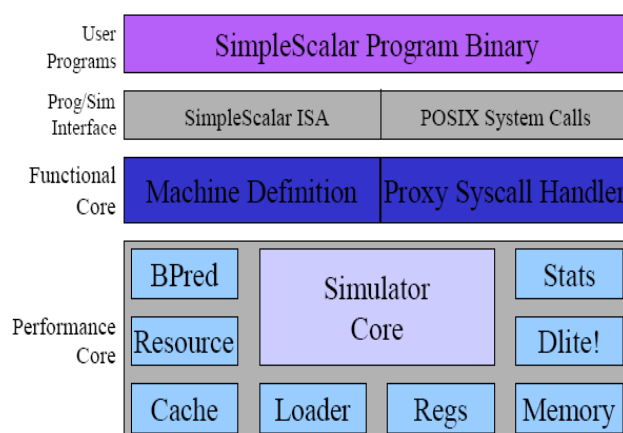 User
Programs
SimpleScalar Program Binary
Prog/Sim
Interface
SimpleScalar ISA
POSIX System Calls
Functional
Core
Machine Definition
Proxy Syscall Handler
Performance
Core
BPred
Simulator
Core
Stats
Resource
Dlite!
Cache
Loader
Regs
Memory